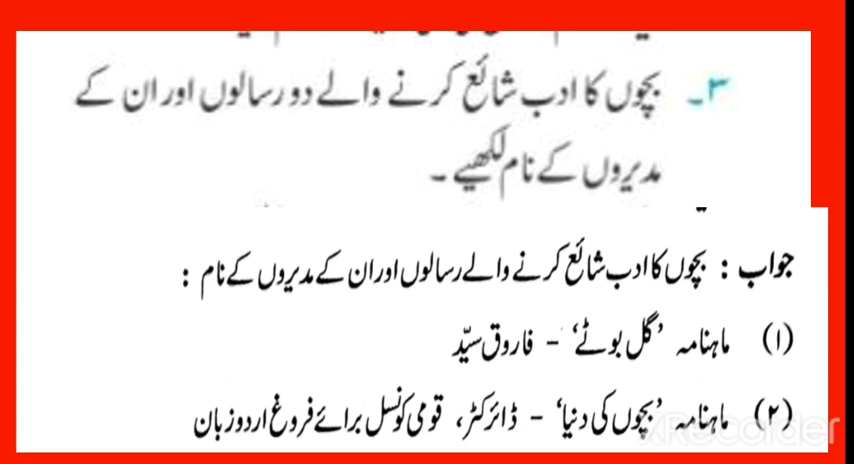 ۳۔ بچوں کا ادب شائع کرنے والے دو رسالوں اور ان کے
مدیروں کے نام لکھیے ۔
جواب : بچوں کا ادب شائع کرنے والے رسالوں اور ان کے مدیروں کے نام :
(۱) ماہنامہ ’گل بوٹے‘ - فاروق سیّد
(۲) ماہنامہ ’بچوں کی دنیا‘ - ڈائرکٹر، قومی کونسل برائے فروغ اردو زبان
XRecorder